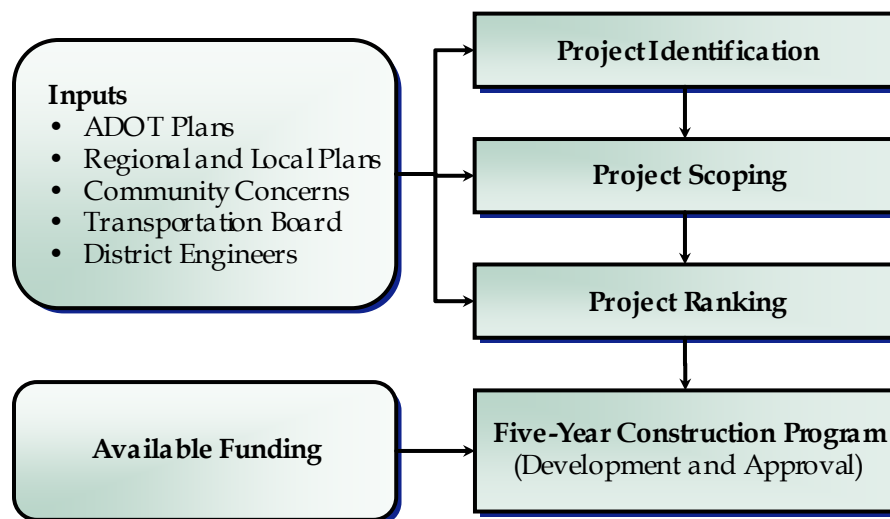 Inputs
• ADOT Plans
• Regional and Local Plans
• Community Concerns
• Transportation Board
• District Engineers
Project Identification
Project Scoping
Project Ranking
Available Funding
Five-Year Construction Program
(Development and Approval)